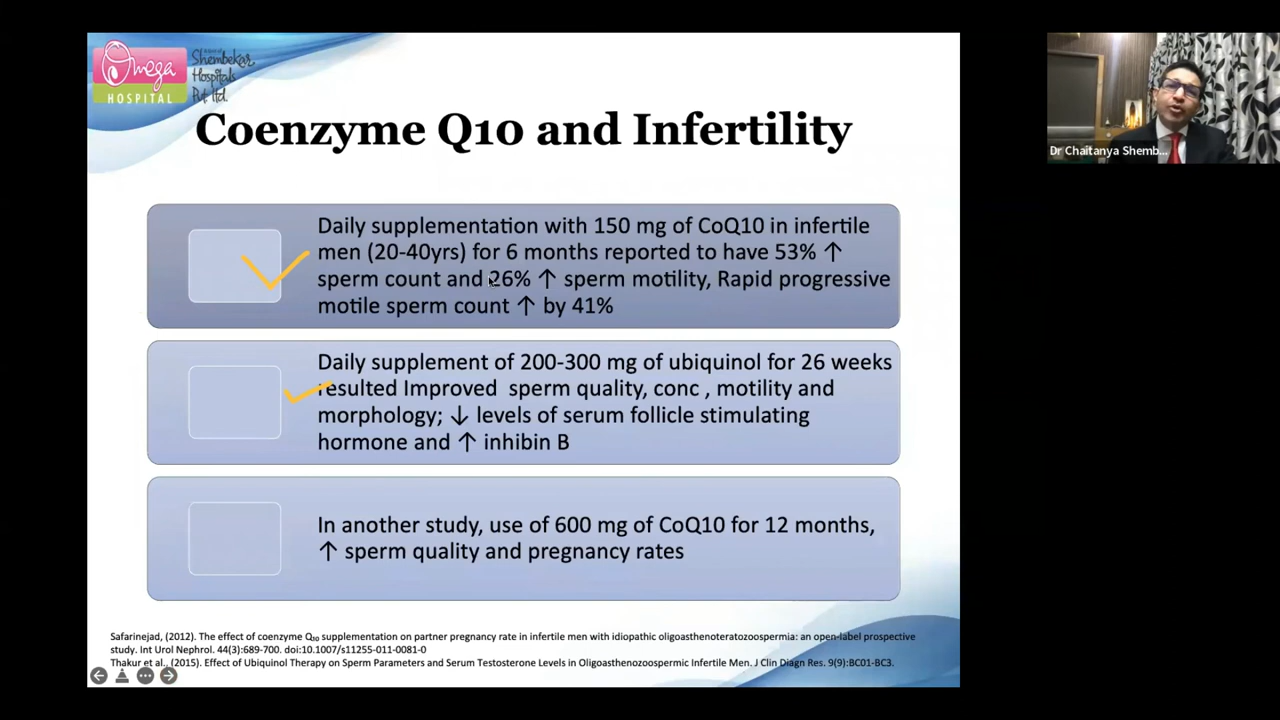 Omega
HOSPITAL
Shembekar
Hospitals
Pvt. ltd.
Coenzyme Q10 and Infertility
Daily supplementation with 150 mg of CoQ10 in infertile
men (20-40yrs) for 6 months reported to have 53% ↑
sperm count and 26% ↑ sperm motility, Rapid progressive
motile sperm count ↑ by 41%
Daily supplement of 200-300 mg of ubiquinol for 26 weeks
resulted Improved sperm quality, conc , motility and
morphology; ↓ levels of serum follicle stimulating
hormone and ↑ inhibin B
In another study, use of 600 mg of CoQ10 for 12 months,
↑ sperm quality and pregnancy rates
Safarinejad, (2012). The effect of coenzyme Q₁₀ supplementation on partner pregnancy rate in infertile men with idiopathic oligoasthenoteratozoospermia: an open-label prospective
study. Int Urol Nephrol. 44(3):689-700. doi:10.1007/s11255-011-0081-0
Thakur et al., (2015). Effect of Ubiquinol Therapy on Sperm Parameters and Serum Testosterone Levels in Oligoasthenozoospermic Infertile Men. J Clin Diagn Res. 9(9):BC01-BC3.
Dr Chaitanya Shemb...